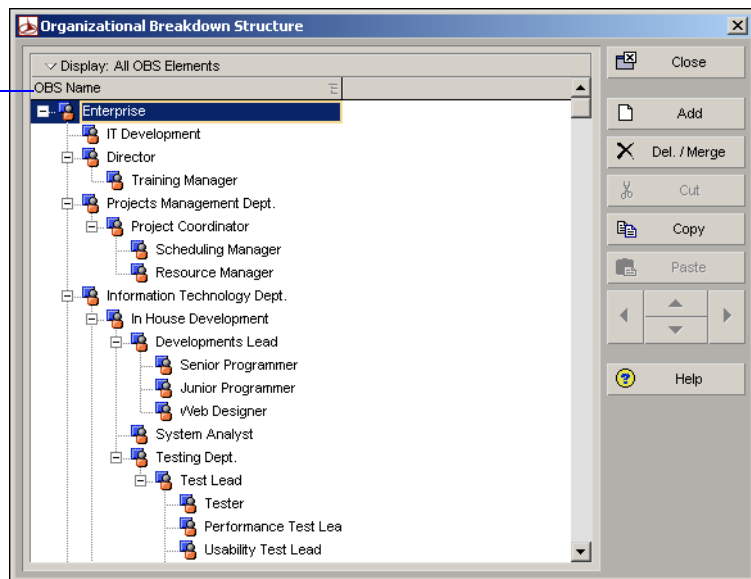 Organizational Breakdown Structure
Display: All OBS Elements
OBS Name
Enterprise
IT Development
Director
Training Manager
Projects Management Dept.
Project Coordinator
Scheduling Manager
Resource Manager
Information Technology Dept.
In House Development
Developments Lead
Senior Programmer
Junior Programmer
Web Designer
System Analyst
Testing Dept.
Test Lead
Tester
Performance Test Lea
Usability Test Lead
Close
Add
Del. / Merge
Cut
Copy
Paste
Help